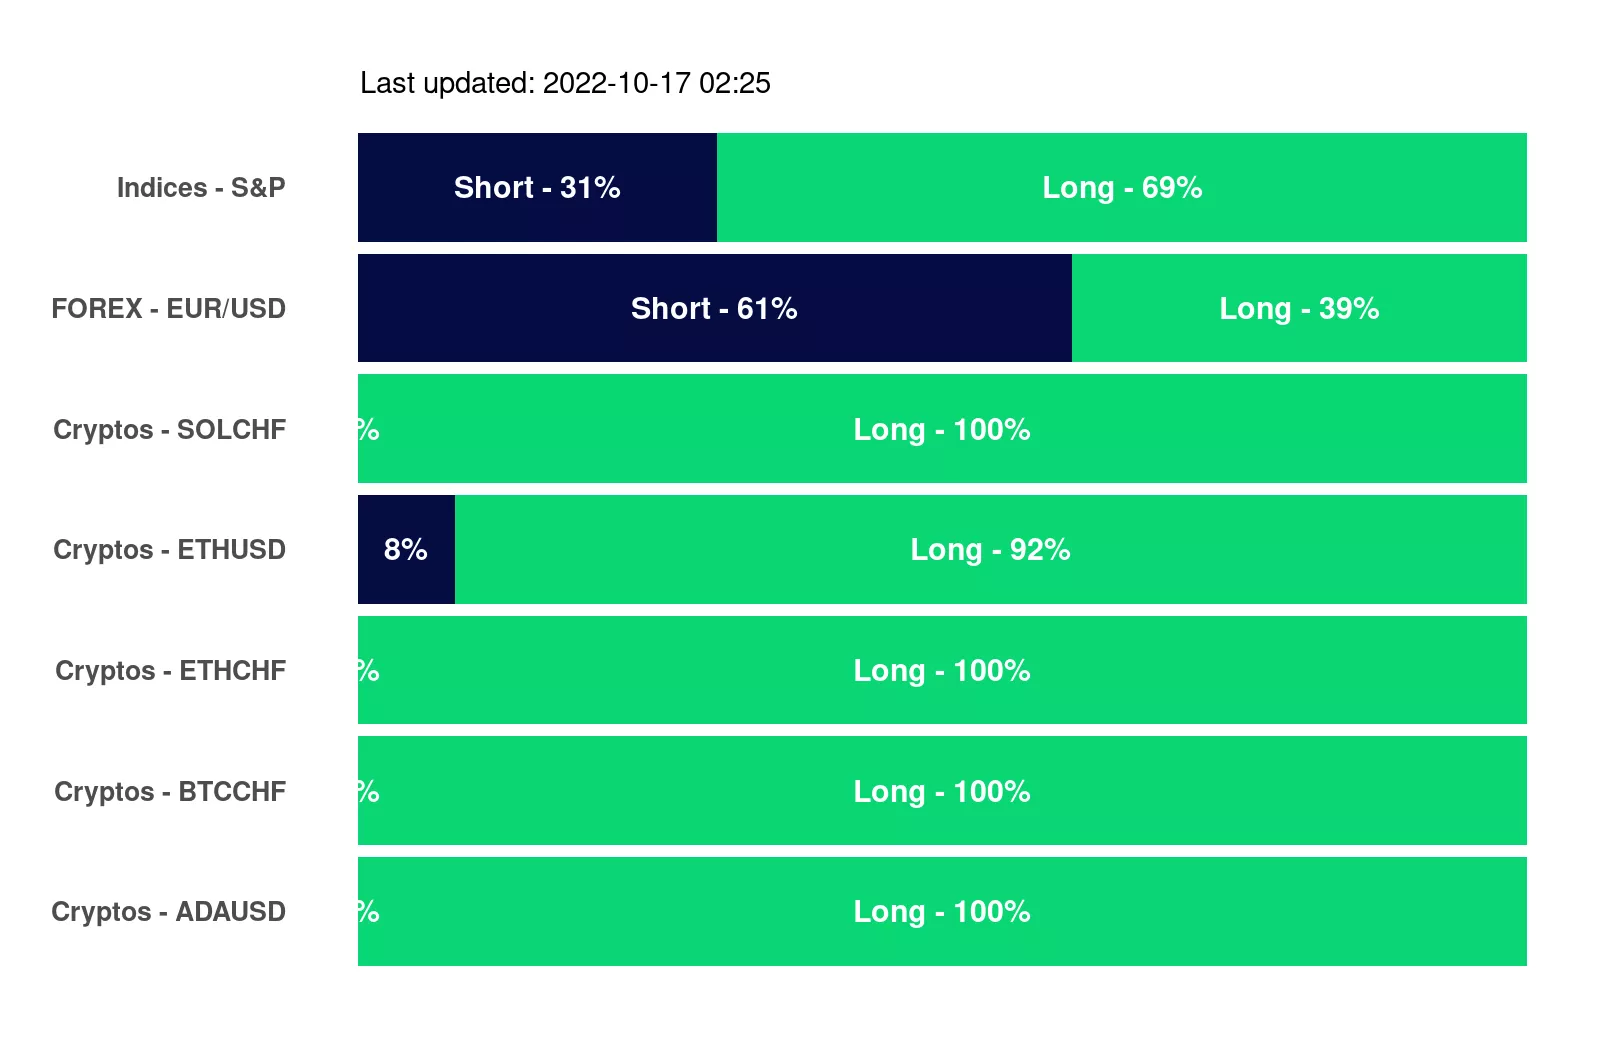 Last updated: 2022-10-17 02:25
Indices - S&P Short - 31% Long - 69%
FOREX - EUR/USD Short - 61% Long - 39%
Cryptos - SOLCHF % Long - 100%
Cryptos - ETHUSD 8% Long - 92%
Cryptos - ETHCHF % Long - 100%
Cryptos - BTCCHF % Long - 100%
Cryptos - ADAUSD % Long - 100%